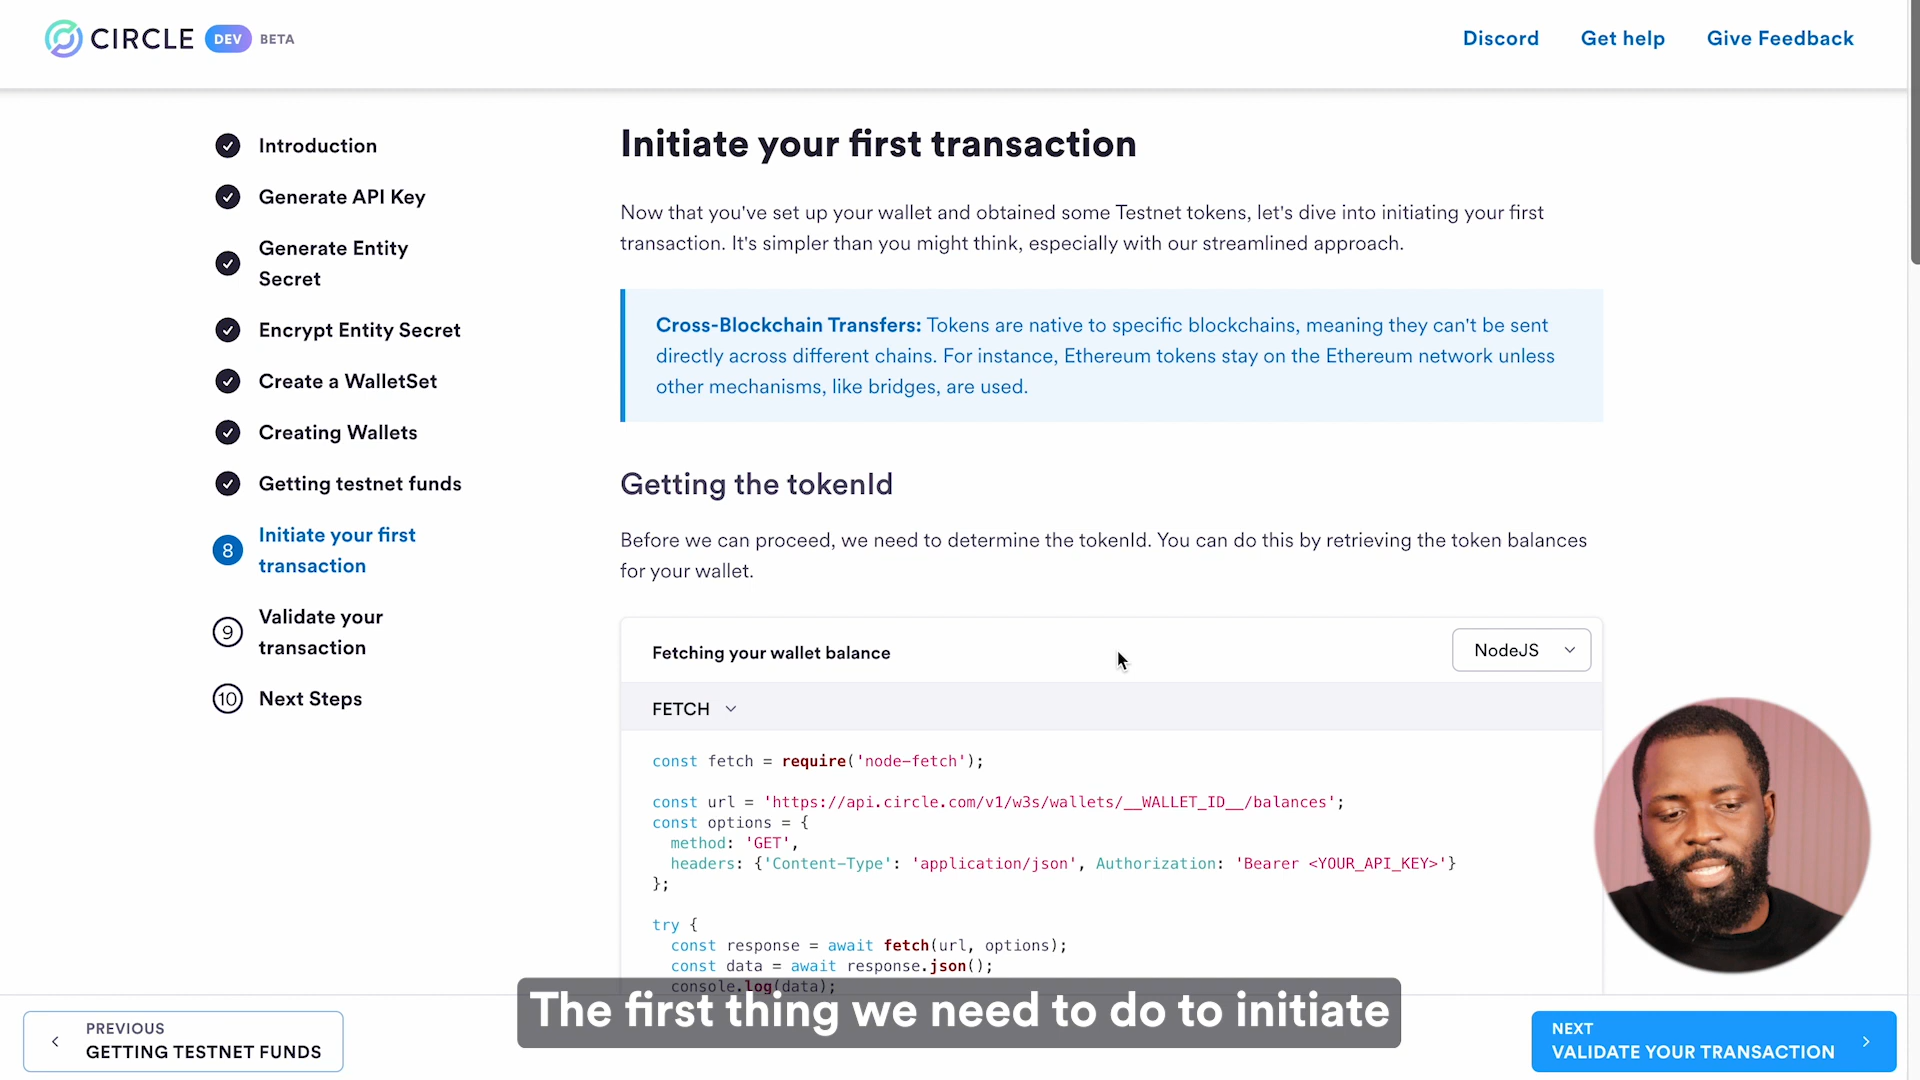 CIRCLE DEV BETA
Discord
Get help
Give Feedback
Introduction
Generate API Key
Generate Entity
Secret
Encrypt Entity Secret
Create a WalletSet
Creating Wallets
Getting testnet funds
8 Initiate your first
transaction
9 Validate your
transaction
10 Next Steps
Initiate your first transaction
Now that you've set up your wallet and obtained some Testnet tokens, let's dive into initiating your first
transaction. It's simpler than you might think, especially with our streamlined approach.
Cross-Blockchain Transfers: Tokens are native to specific blockchains, meaning they can't be sent
directly across different chains. For instance, Ethereum tokens stay on the Ethereum network unless
other mechanisms, like bridges, are used.
Getting the tokenId
Before we can proceed, we need to determine the tokenId. You can do this by retrieving the token balances
for your wallet.
Fetching your wallet balance
NodeJS
FETCH
const fetch = require('node-fetch');
const url = 'https://api.circle.com/v1/w3s/wallets/__WALLET_ID__/balances';
const options = {
method: 'GET',
headers: {'Content-Type': 'application/json', Authorization: 'Bearer <YOUR_API_KEY>'}
};
try {
const response = await fetch(url, options);
const data = await response.json();
console.log(data);
The first thing we need to do to initiate
PREVIOUS
GETTING TESTNET FUNDS
NEXT
VALIDATE YOUR TRANSACTION